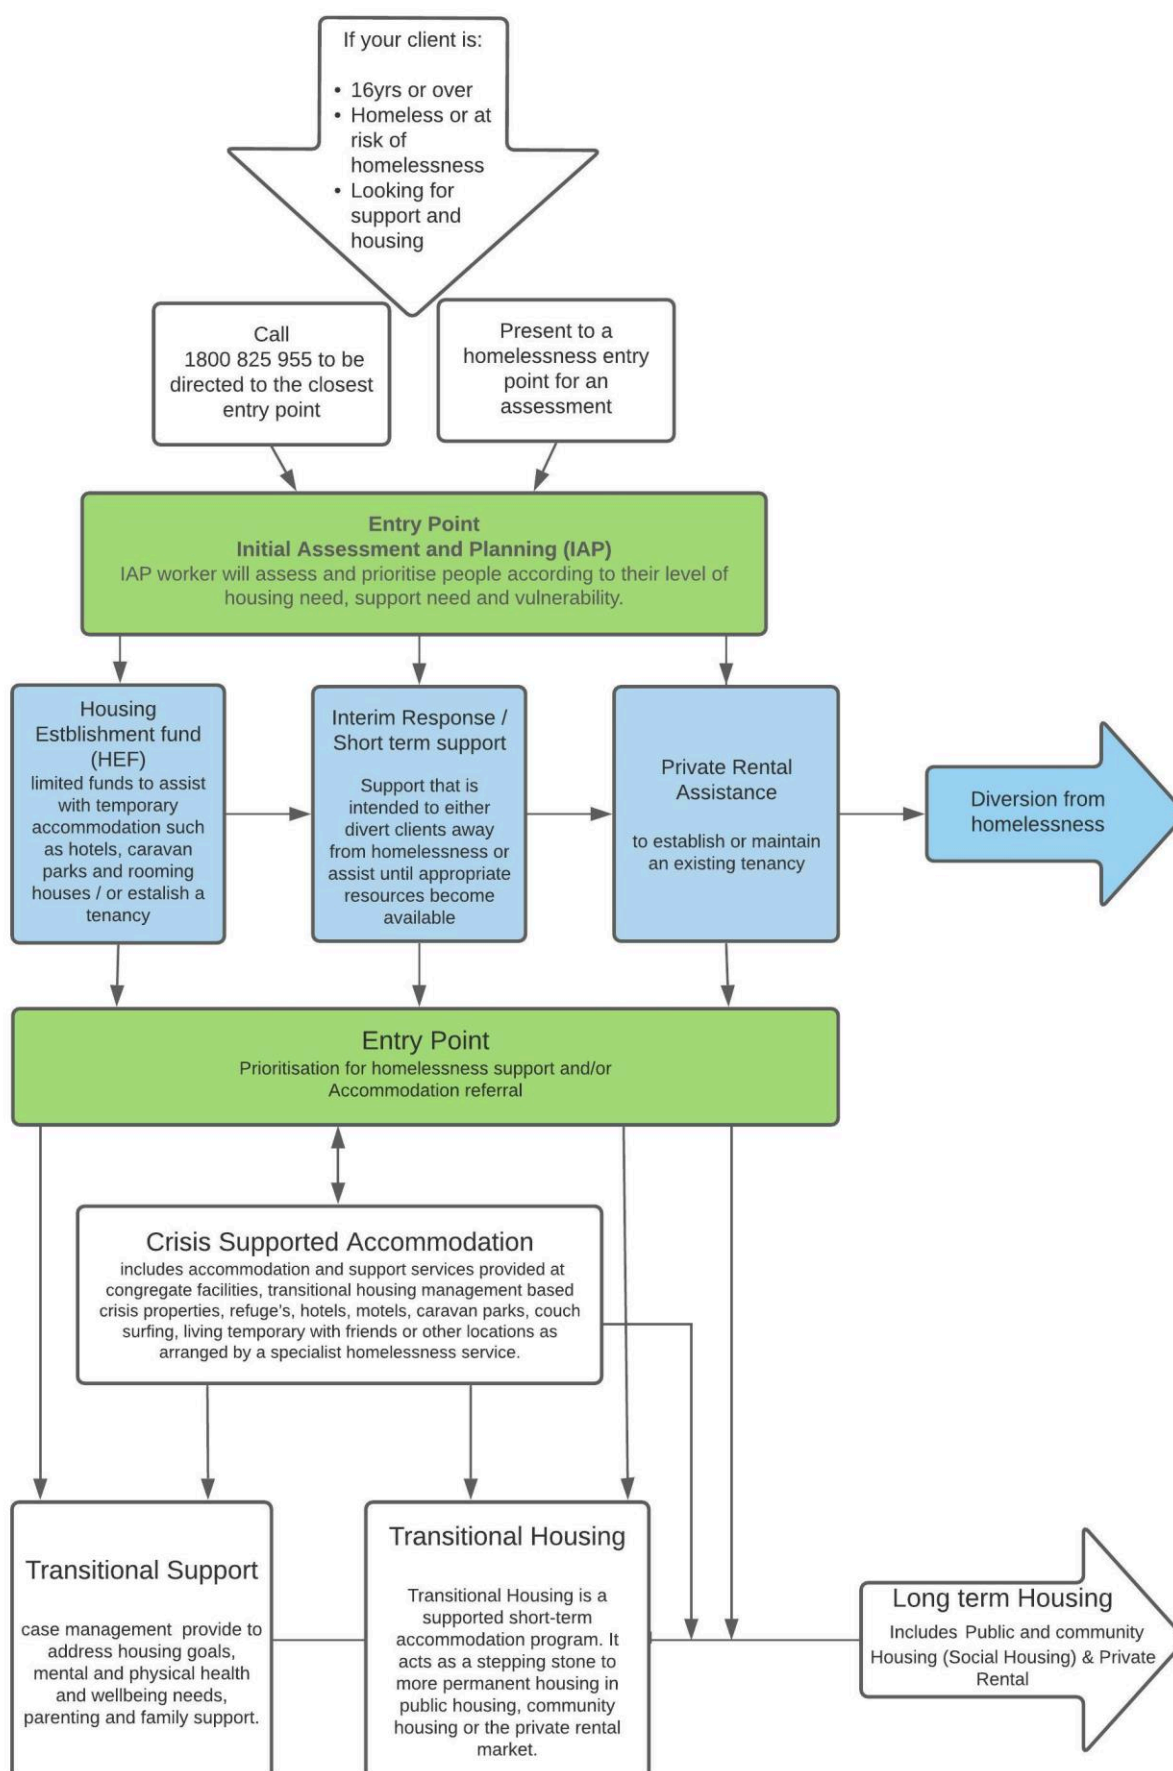 If your client is:
• 16yrs or over
• Homeless or at
risk of
homelessness
• Looking for
support and
housing
Call
1800 825 955 to be
directed to the closest
entry point
Present to a
homelessness entry
point for an
assessment
Entry Point
Initial Assessment and Planning (IAP)
IAP worker will assess and prioritise people according to their level of
housing need, support need and vulnerability.
Housing
Estblishment fund
(HEF)
limited funds to assist
with temporary
accommodation such
as hotels, caravan
parks and rooming
houses / or estalish a
tenancy
Interim Response /
Short term support
Support that is
intended to either
divert clients away
from homelessness or
assist until appropriate
resources become
available
Private Rental
Assistance
to establish or maintain
an existing tenancy
Diversion from
homelessness
Entry Point
Prioritisation for homelessness support and/or
Accommodation referral
Crisis Supported Accommodation
includes accommodation and support services provided at
congregate facilities, transitional housing management based
crisis properties, refuge's, hotels, motels, caravan parks, couch
surfing, living temporary with friends or other locations as
arranged by a specialist homelessness service.
Transitional Support
case management provide to
address housing goals,
mental and physical health
and wellbeing needs,
parenting and family support.
Transitional Housing
Transitional Housing is a
supported short-term
accommodation program. It
acts as a stepping stone to
more permanent housing in
public housing, community
housing or the private rental
market.
Long term Housing
Includes Public and community
Housing (Social Housing) & Private
Rental